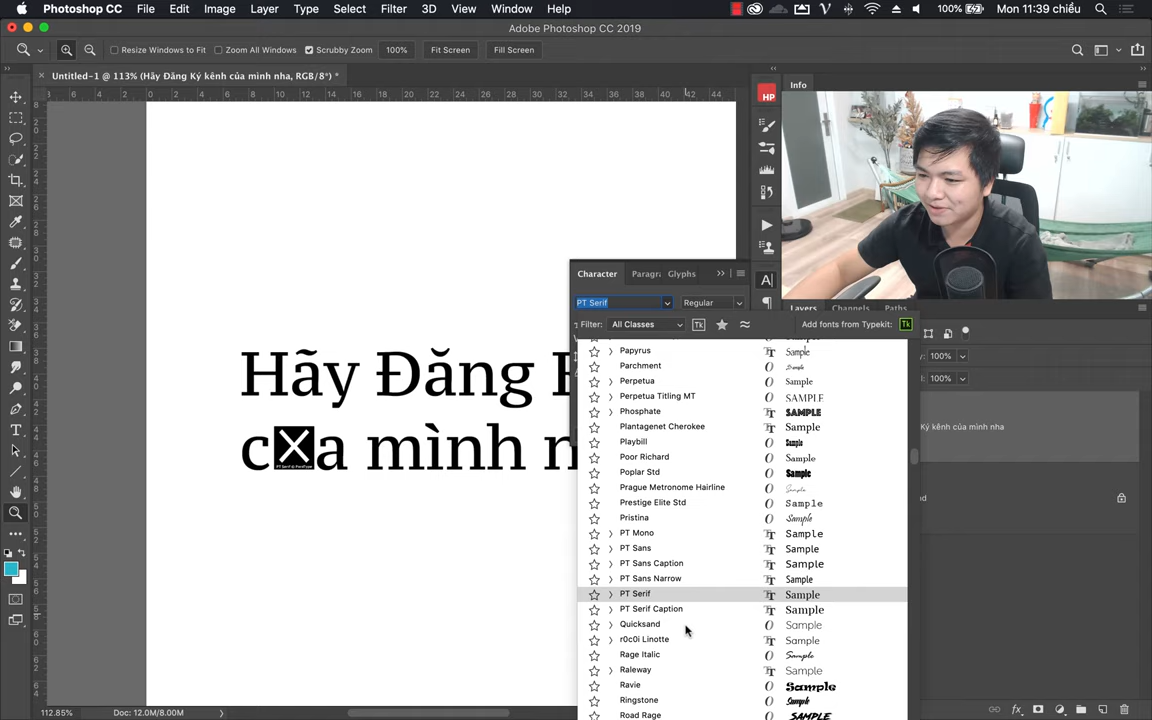 Photoshop CC File Edit Image Layer Type Select Filter 3D View Window Help 100% Mon 11:39 chiều
Adobe Photoshop CC 2019
Resize Windows to Fit Zoom All Windows Scrubby Zoom 100% Fit Screen Fill Screen
Untitled-1 @ 113% (Hãy Đăng Ký kênh của mình nha, RGB/8*) *
Info
HP
Hãy Đăng
của mình
Character Paragr Glyphs
PT Serif Regular
Filter: All Classes Add fonts from Typekit: Tk
Layers Channels Paths
100%
100%
Ký kênh của mình nha
Papyrus Sample
Parchment
Perpetua Sample
Perpetua Titling MT SAMPLE
Phosphate SAMPLE
Plantagenet Cherokee Sample
Playbill Sample
Poor Richard Sample
Poplar Std Sample
Prague Metronome Hairline Sample
Prestige Elite Std Sample
Pristina Sample
PT Mono Sample
PT Sans Sample
PT Sans Caption Sample
PT Sans Narrow Sample
PT Serif Sample
PT Serif Caption Sample
Quicksand Sample
r0c0i Linotte Sample
Rage Italic Sample
Raleway Sample
Ravie Sample
Ringstone Sample
Road Rage SAMPLE
112.85% Doc: 12.0M/8.00M